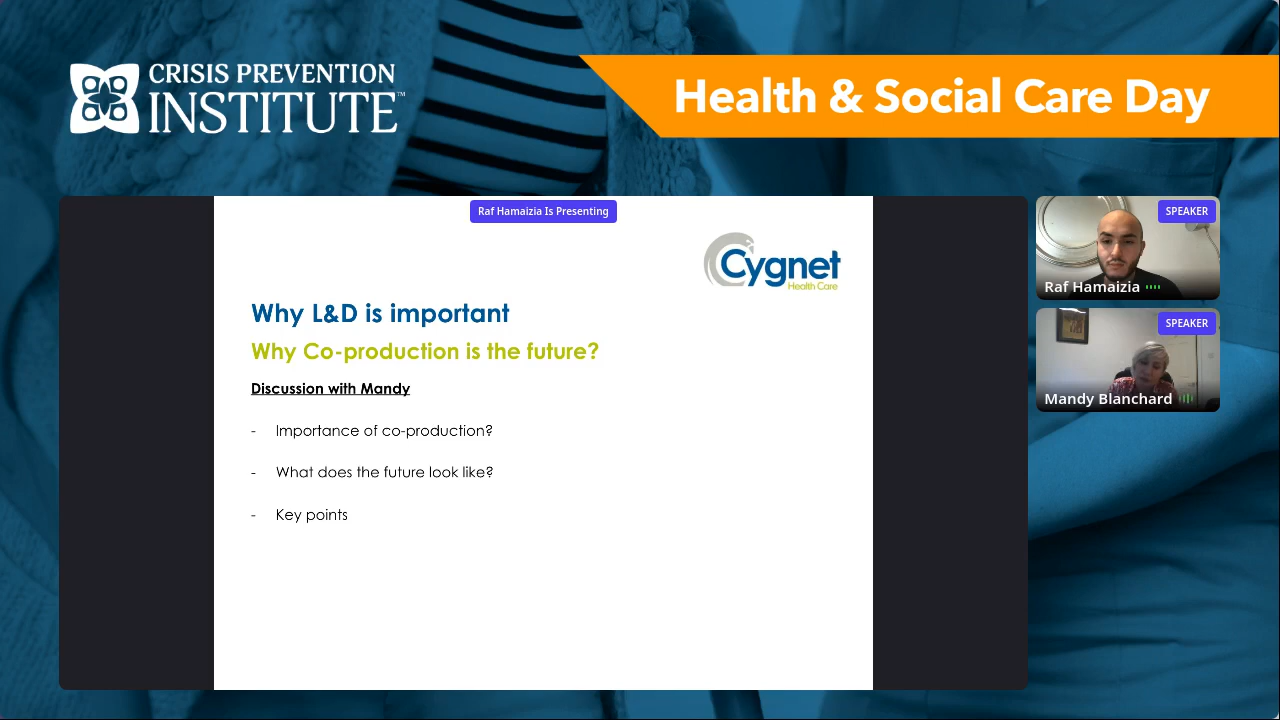 CRISIS PREVENTION
INSTITUTE™
Health & Social Care Day
Raf Hamaizia Is Presenting
Cygnet
Health Care
Why L&D is important
Why Co-production is the future?
Discussion with Mandy
- Importance of co-production?
- What does the future look like?
- Key points
SPEAKER
Raf Hamaizia
SPEAKER
Mandy Blanchard